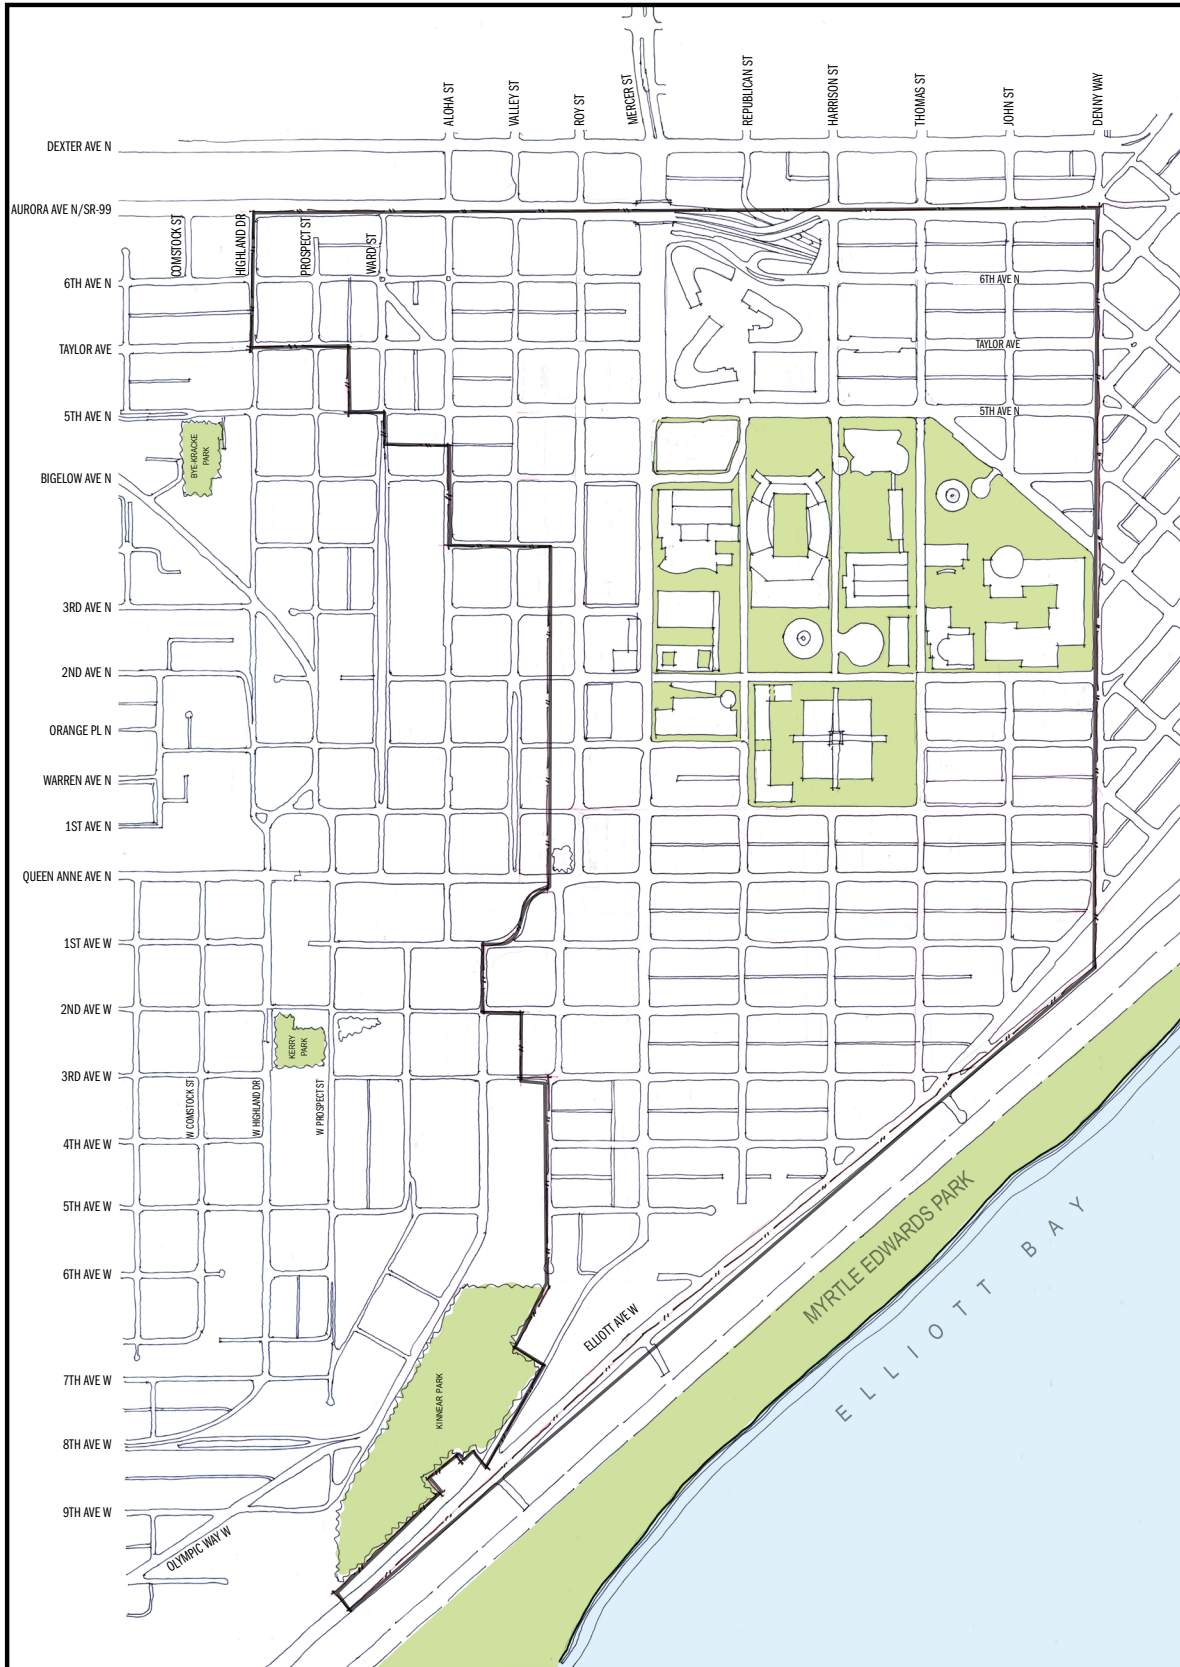 ALOHA ST
VALLEY ST
ROY ST
MERCER ST
REPUBLICAN ST
HARRISON ST
THOMAS ST
JOHN ST
DENNY WAY
DEXTER AVE N
AURORA AVE N/SR-99
COMSTOCK ST
HIGHLAND DR
PROSPECT ST
WARD ST
6TH AVE N
6TH AVE N
TAYLOR AVE
TAYLOR AVE
5TH AVE N
5TH AVE N
BYE-KRACKE
PARK
BIGELOW AVE N
3RD AVE N
2ND AVE N
ORANGE PL N
WARREN AVE N
1ST AVE N
QUEEN ANNE AVE N
1ST AVE W
2ND AVE W
KERRY
PARK
3RD AVE W
W COMSTOCK ST
W HIGHLAND DR
W PROSPECT ST
4TH AVE W
5TH AVE W
6TH AVE W
ELLIOTT AVE W
MYRTLE EDWARDS PARK
ELLIOTT BAY
7TH AVE W
KINNEAR PARK
8TH AVE W
9TH AVE W
OLYMPIC WAY W